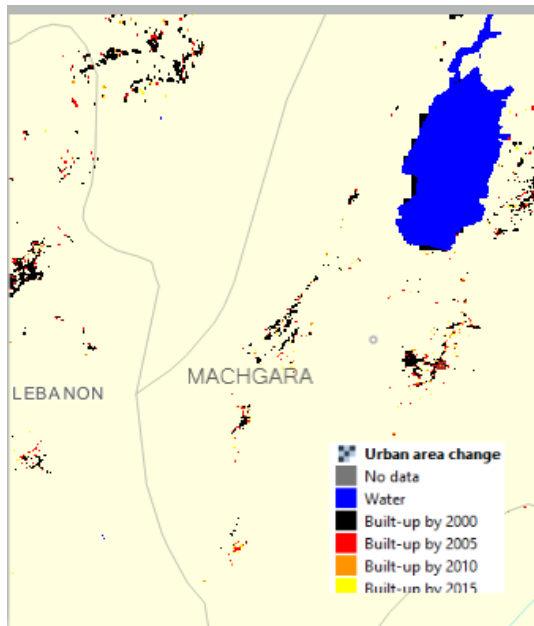 MACHGARA
LEBANON
Urban area change
No data
Water
Built-up by 2000
Built-up by 2005
Built-up by 2010
Built-up by 2015